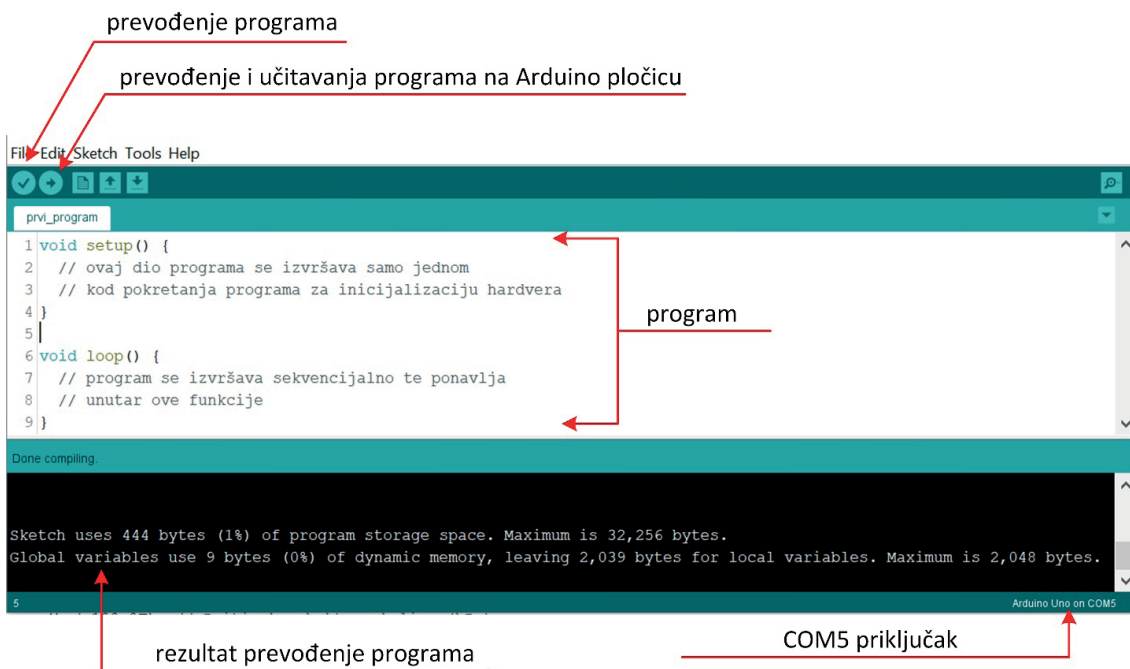 prevođenje programa
prevođenje i učitavanja programa na Arduino pločicu
File Edit Sketch Tools Help
prvi_program
1 void setup() {
2 // ovaj dio programa se izvršava samo jednom
3 // kod pokretanja programa za inicijalizaciju hardvera
4 }
5
6 void loop() {
7 // program se izvršava sekvencijalno te ponavlja
8 // unutar ove funkcije
9 }
program
Done compiling.
Sketch uses 444 bytes (1%) of program storage space. Maximum is 32,256 bytes.
Global variables use 9 bytes (0%) of dynamic memory, leaving 2,039 bytes for local variables. Maximum is 2,048 bytes.
5
Arduino Uno on COM5
rezultat prevođenje programa
COM5 priključak